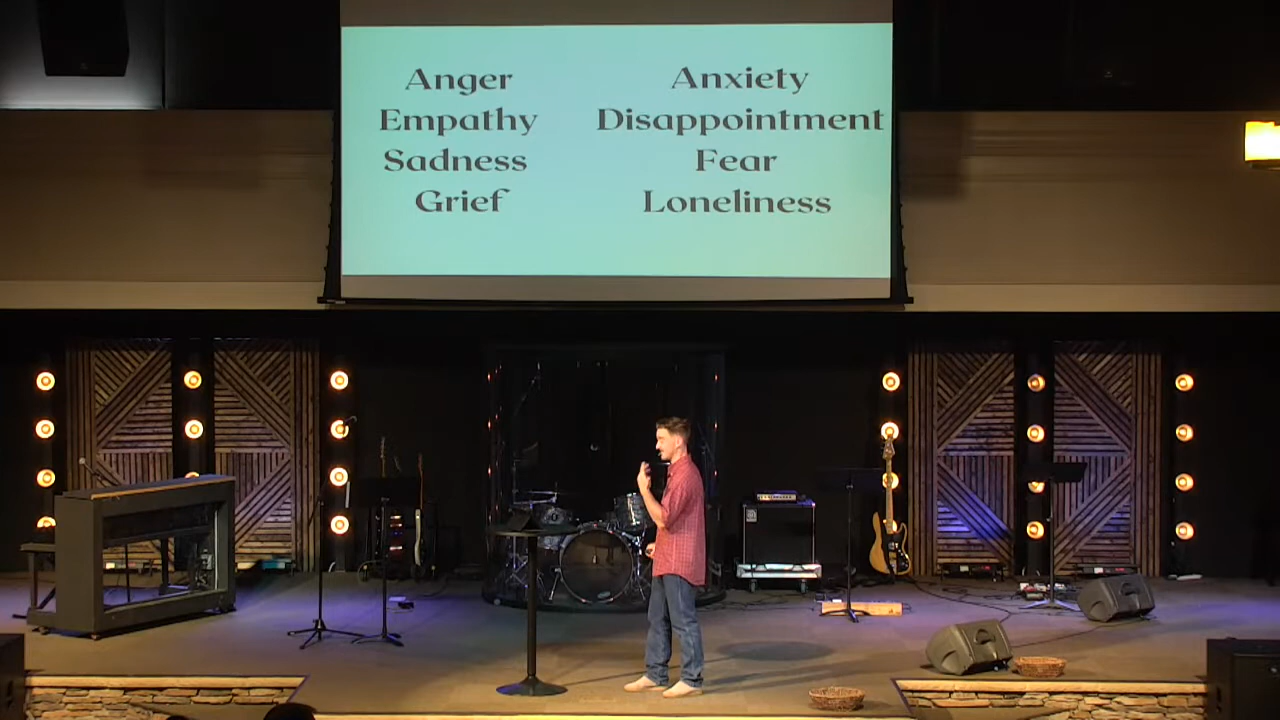 Anger
Empathy
Sadness
Grief
Anxiety
Disappointment
Fear
Loneliness